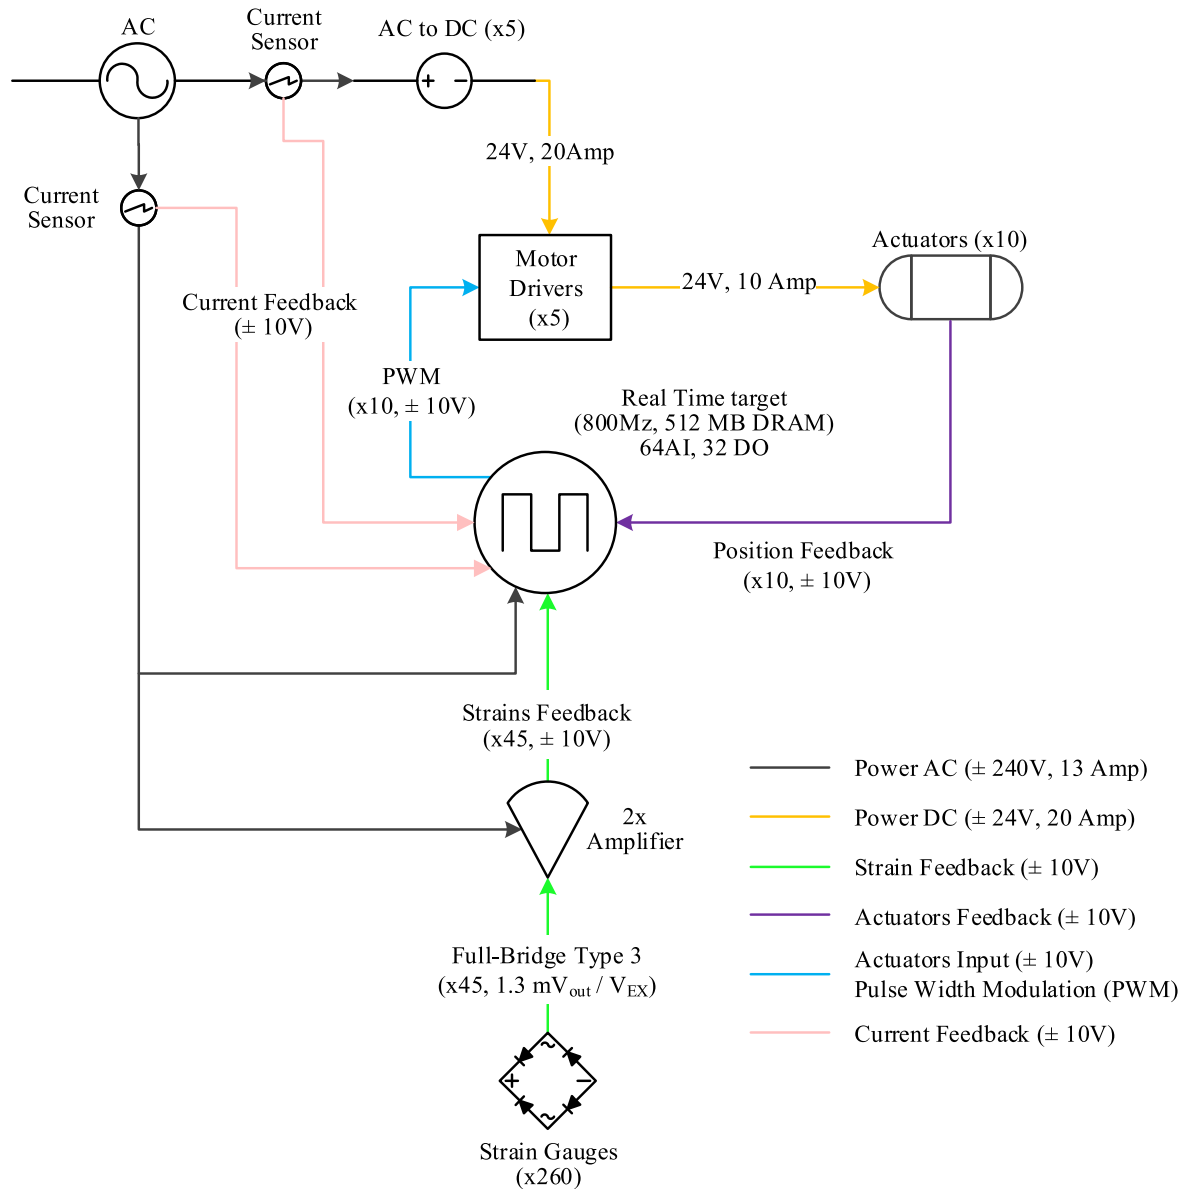 AC
Current
Sensor
AC to DC (x5)
24V, 20Amp
Current
Sensor
Motor
Drivers
(x5)
Actuators (x10)
24V, 10 Amp
Current Feedback
(± 10V)
PWM
(x10, ± 10V)
Real Time target
(800Mz, 512 MB DRAM)
64AI, 32 DO
Position Feedback
(x10, ± 10V)
Strains Feedback
(x45, ± 10V)
2x
Amplifier
Full-Bridge Type 3
(x45, 1.3 mVout / VEX)
Strain Gauges
(x260)
Power AC (± 240V, 13 Amp)
Power DC (± 24V, 20 Amp)
Strain Feedback (± 10V)
Actuators Feedback (± 10V)
Actuators Input (± 10V)
Pulse Width Modulation (PWM)
Current Feedback (± 10V)